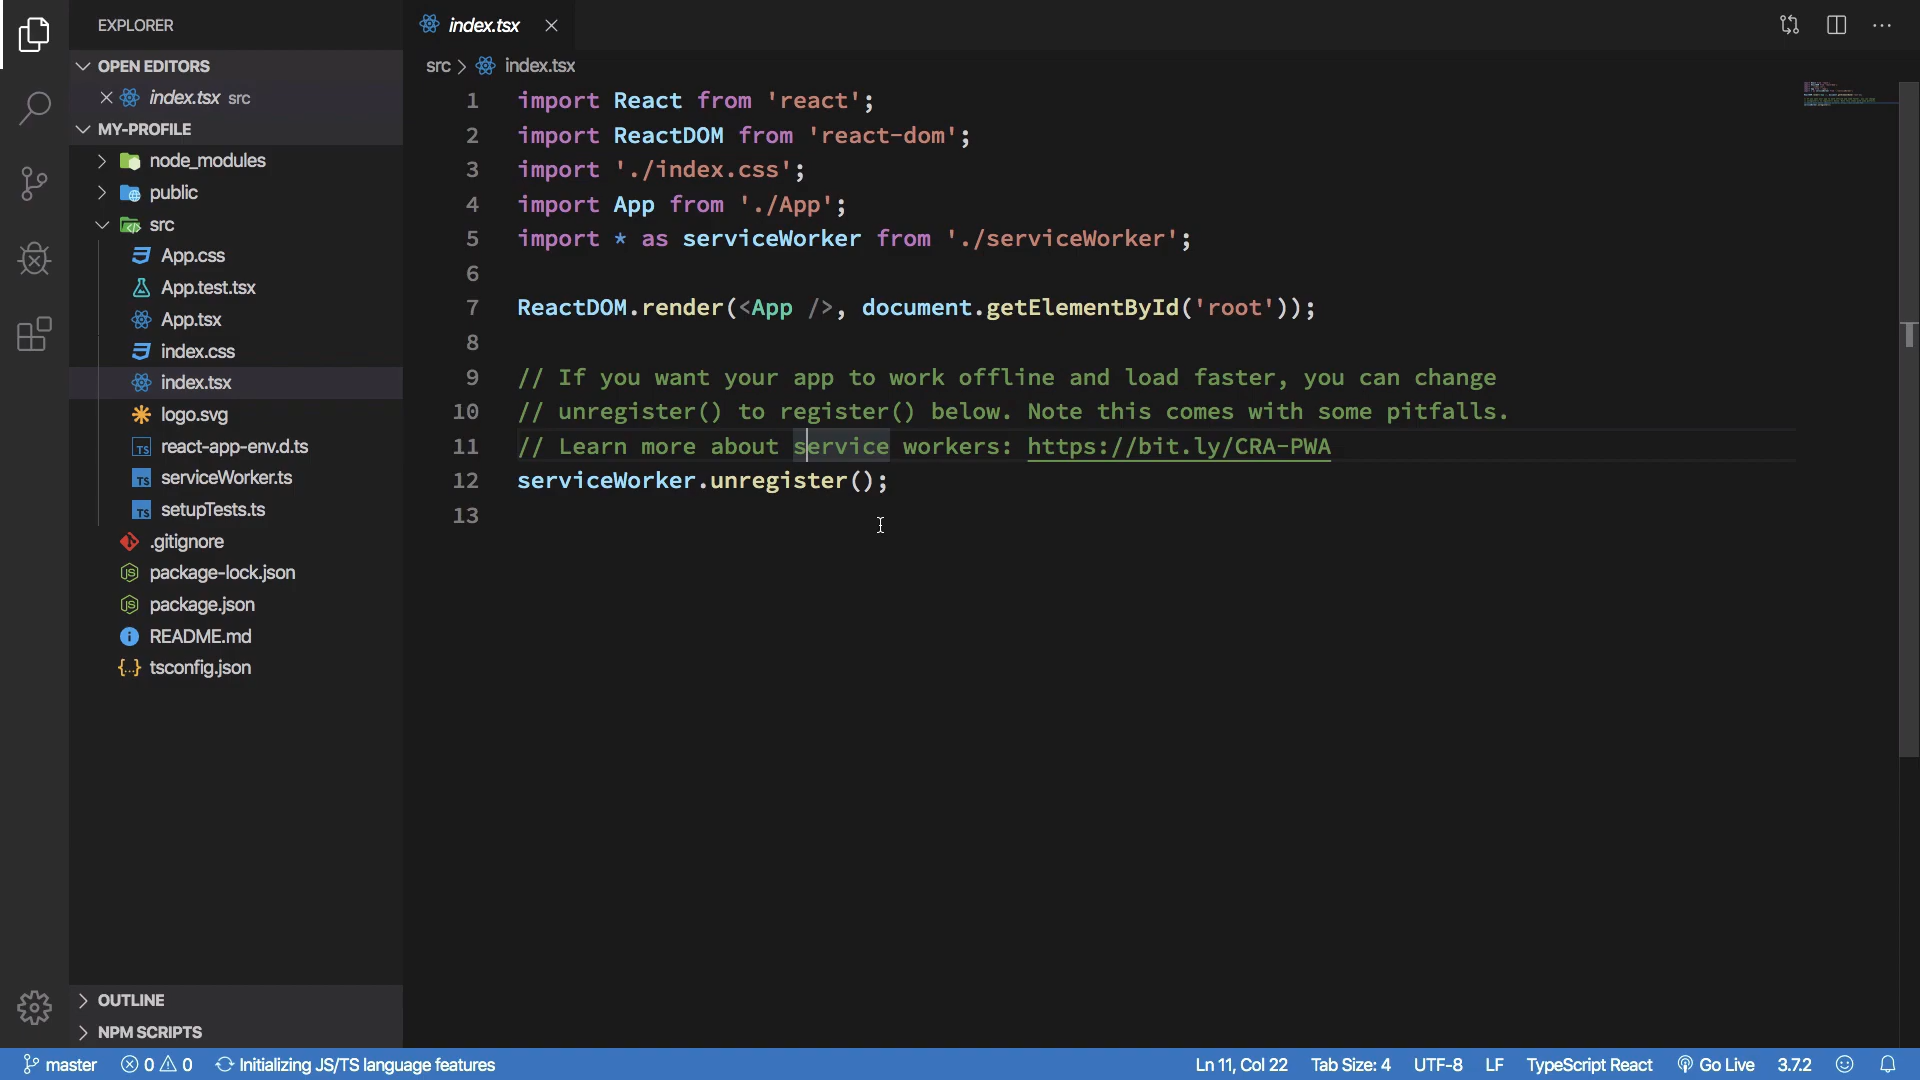 EXPLORER
OPEN EDITORS
index.tsx src
MY-PROFILE
node_modules
public
src
App.css
App.test.tsx
App.tsx
index.css
index.tsx
logo.svg
react-app-env.d.ts
serviceWorker.ts
setupTests.ts
.gitignore
package-lock.json
package.json
README.md
tsconfig.json
OUTLINE
NPM SCRIPTS
index.tsx
src > index.tsx
1 import React from 'react';
2 import ReactDOM from 'react-dom';
3 import './index.css';
4 import App from './App';
5 import * as serviceWorker from './serviceWorker';
6
7 ReactDOM.render(<App />, document.getElementById('root'));
8
9 // If you want your app to work offline and load faster, you can change
10 // unregister() to register() below. Note this comes with some pitfalls.
11 // Learn more about service workers: https://bit.ly/CRA-PWA
12 serviceWorker.unregister();
13
master 0 0 Initializing JS/TS language features Ln 11, Col 22 Tab Size: 4 UTF-8 LF TypeScript React Go Live 3.7.2